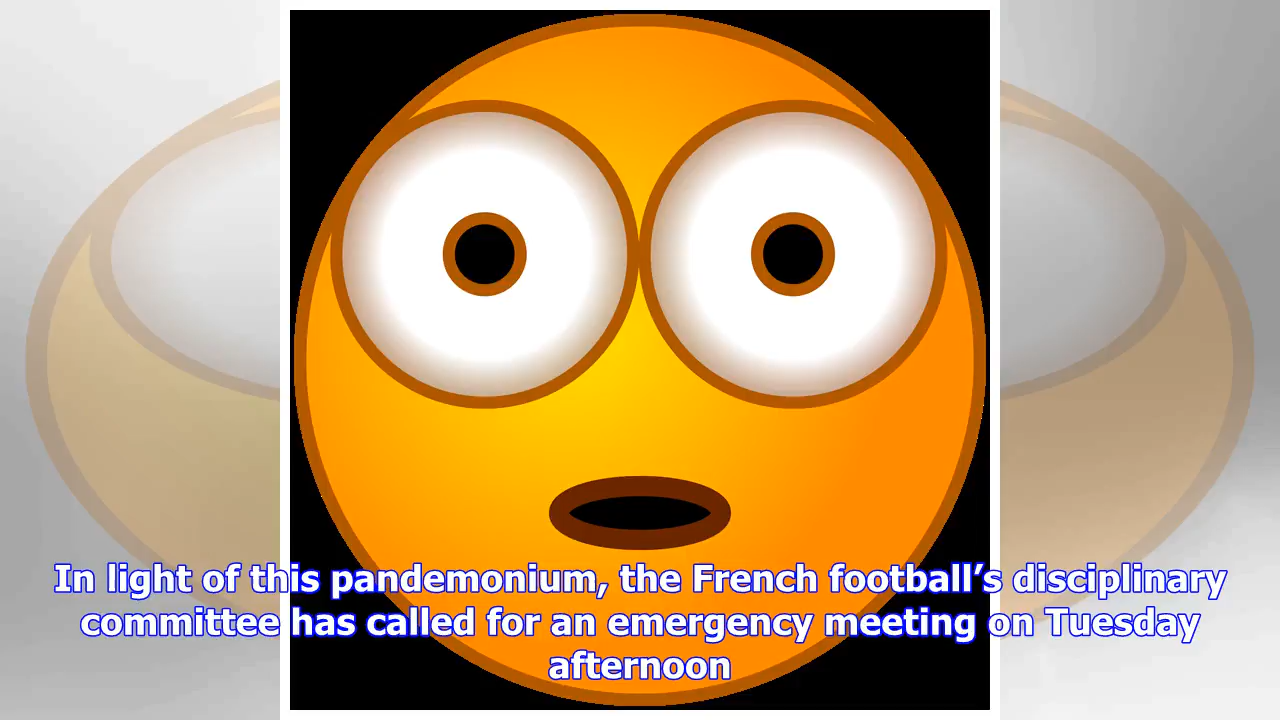 In light of this pandemonium, the French football’s disciplinary
committee has called for an emergency meeting on Tuesday
afternoon